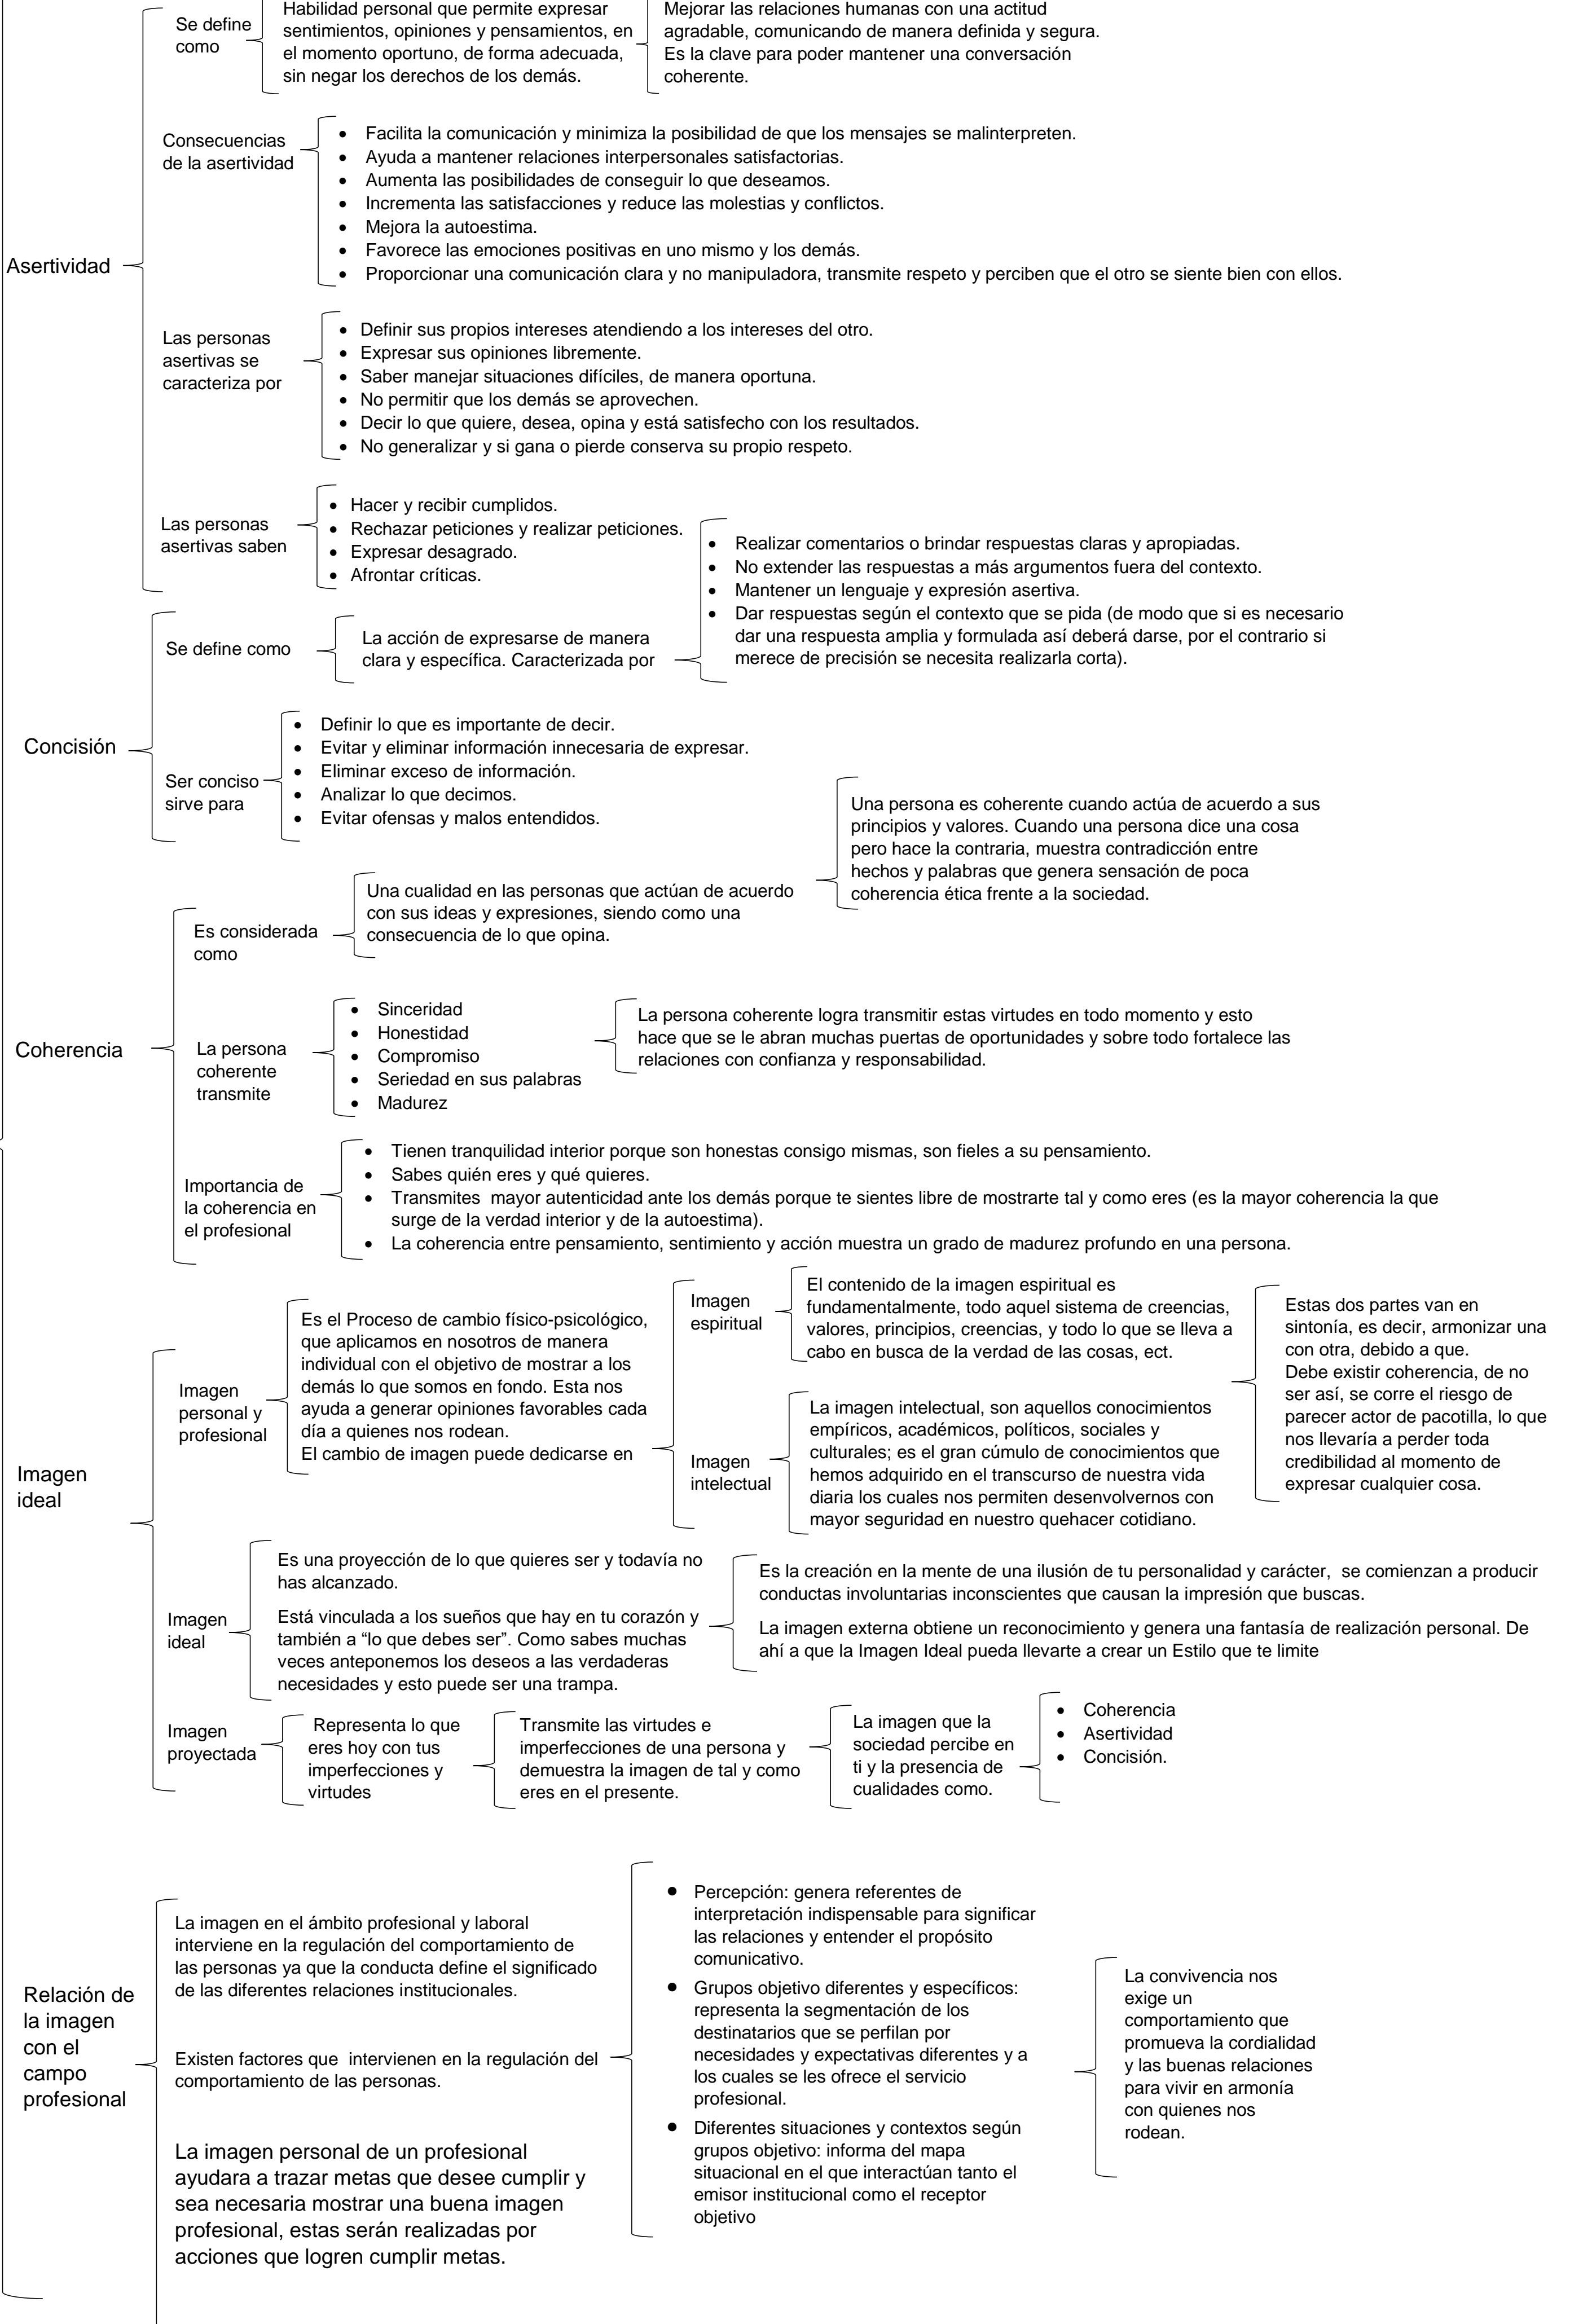 Asertividad
Se define
como
Habilidad personal que permite expresar
sentimientos, opiniones y pensamientos, en
el momento oportuno, de forma adecuada,
sin negar los derechos de los demás.
Mejorar las relaciones humanas con una actitud
agradable, comunicando de manera definida y segura.
Es la clave para poder mantener una conversación
coherente.
Consecuencias
de la asertividad
• Facilita la comunicación y minimiza la posibilidad de que los mensajes se malinterpreten.
• Ayuda a mantener relaciones interpersonales satisfactorias.
• Aumenta las posibilidades de conseguir lo que deseamos.
• Incrementa las satisfacciones y reduce las molestias y conflictos.
• Mejora la autoestima.
• Favorece las emociones positivas en uno mismo y los demás.
• Proporcionar una comunicación clara y no manipuladora, transmite respeto y perciben que el otro se siente bien con ellos.
Las personas
asertivas se
caracteriza por
• Definir sus propios intereses atendiendo a los intereses del otro.
• Expresar sus opiniones libremente.
• Saber manejar situaciones difíciles, de manera oportuna.
• No permitir que los demás se aprovechen.
• Decir lo que quiere, desea, opina y está satisfecho con los resultados.
• No generalizar y si gana o pierde conserva su propio respeto.
Las personas
asertivas saben
• Hacer y recibir cumplidos.
• Rechazar peticiones y realizar peticiones.
• Expresar desagrado.
• Afrontar críticas.
Concisión
Se define como
La acción de expresarse de manera
clara y específica. Caracterizada por
• Realizar comentarios o brindar respuestas claras y apropiadas.
• No extender las respuestas a más argumentos fuera del contexto.
• Mantener un lenguaje y expresión asertiva.
• Dar respuestas según el contexto que se pida (de modo que si es necesario
dar una respuesta amplia y formulada así deberá darse, por el contrario si
merece de precisión se necesita realizarla corta).
Ser conciso
sirve para
• Definir lo que es importante de decir.
• Evitar y eliminar información innecesaria de expresar.
• Eliminar exceso de información.
• Analizar lo que decimos.
• Evitar ofensas y malos entendidos.
Coherencia
Es considerada
como
Una cualidad en las personas que actúan de acuerdo
con sus ideas y expresiones, siendo como una
consecuencia de lo que opina.
Una persona es coherente cuando actúa de acuerdo a sus
principios y valores. Cuando una persona dice una cosa
pero hace la contraria, muestra contradicción entre
hechos y palabras que genera sensación de poca
coherencia ética frente a la sociedad.
La persona
coherente
transmite
• Sinceridad
• Honestidad
• Compromiso
• Seriedad en sus palabras
• Madurez
La persona coherente logra transmitir estas virtudes en todo momento y esto
hace que se le abran muchas puertas de oportunidades y sobre todo fortalece las
relaciones con confianza y responsabilidad.
Importancia de
la coherencia en
el profesional
• Tienen tranquilidad interior porque son honestas consigo mismas, son fieles a su pensamiento.
• Sabes quién eres y qué quieres.
• Transmites  mayor autenticidad ante los demás porque te sientes libre de mostrarte tal y como eres (es la mayor coherencia la que
surge de la verdad interior y de la autoestima).
• La coherencia entre pensamiento, sentimiento y acción muestra un grado de madurez profundo en una persona.
Imagen
ideal
Imagen
personal y
profesional
Es el Proceso de cambio físico-psicológico,
que aplicamos en nosotros de manera
individual con el objetivo de mostrar a los
demás lo que somos en fondo. Esta nos
ayuda a generar opiniones favorables cada
día a quienes nos rodean.
El cambio de imagen puede dedicarse en
Imagen
espiritual
El contenido de la imagen espiritual es
fundamentalmente, todo aquel sistema de creencias,
valores, principios, creencias, y todo lo que se lleva a
cabo en busca de la verdad de las cosas, ect.
Imagen
intelectual
La imagen intelectual, son aquellos conocimientos
empíricos, académicos, políticos, sociales y
culturales; es el gran cúmulo de conocimientos que
hemos adquirido en el transcurso de nuestra vida
diaria los cuales nos permiten desenvolvernos con
mayor seguridad en nuestro quehacer cotidiano.
Estas dos partes van en
sintonía, es decir, armonizar una
con otra, debido a que.
Debe existir coherencia, de no
ser así, se corre el riesgo de
parecer actor de pacotilla, lo que
nos llevaría a perder toda
credibilidad al momento de
expresar cualquier cosa.
Imagen
ideal
Es una proyección de lo que quieres ser y todavía no
has alcanzado.
Está vinculada a los sueños que hay en tu corazón y
también a “lo que debes ser”. Como sabes muchas
veces anteponemos los deseos a las verdaderas
necesidades y esto puede ser una trampa.
Es la creación en la mente de una ilusión de tu personalidad y carácter,  se comienzan a producir
conductas involuntarias inconscientes que causan la impresión que buscas.
La imagen externa obtiene un reconocimiento y genera una fantasía de realización personal. De
ahí a que la Imagen Ideal pueda llevarte a crear un Estilo que te limite
Imagen
proyectada
Representa lo que
eres hoy con tus
imperfecciones y
virtudes
Transmite las virtudes e
imperfecciones de una persona y
demuestra la imagen de tal y como
eres en el presente.
La imagen que la
sociedad percibe en
ti y la presencia de
cualidades como.
• Coherencia
• Asertividad
• Concisión.
Relación de
la imagen
con el
campo
profesional
La imagen en el ámbito profesional y laboral
interviene en la regulación del comportamiento de
las personas ya que la conducta define el significado
de las diferentes relaciones institucionales.
Existen factores que  intervienen en la regulación del
comportamiento de las personas.
La imagen personal de un profesional
ayudara a trazar metas que desee cumplir y
sea necesaria mostrar una buena imagen
profesional, estas serán realizadas por
acciones que logren cumplir metas.
• Percepción: genera referentes de
interpretación indispensable para significar
las relaciones y entender el propósito
comunicativo.
• Grupos objetivo diferentes y específicos:
representa la segmentación de los
destinatarios que se perfilan por
necesidades y expectativas diferentes y a
los cuales se les ofrece el servicio
profesional.
• Diferentes situaciones y contextos según
grupos objetivo: informa del mapa
situacional en el que interactúan tanto el
emisor institucional como el receptor
objetivo
La convivencia nos
exige un
comportamiento que
promueva la cordialidad
y las buenas relaciones
para vivir en armonía
con quienes nos
rodean.